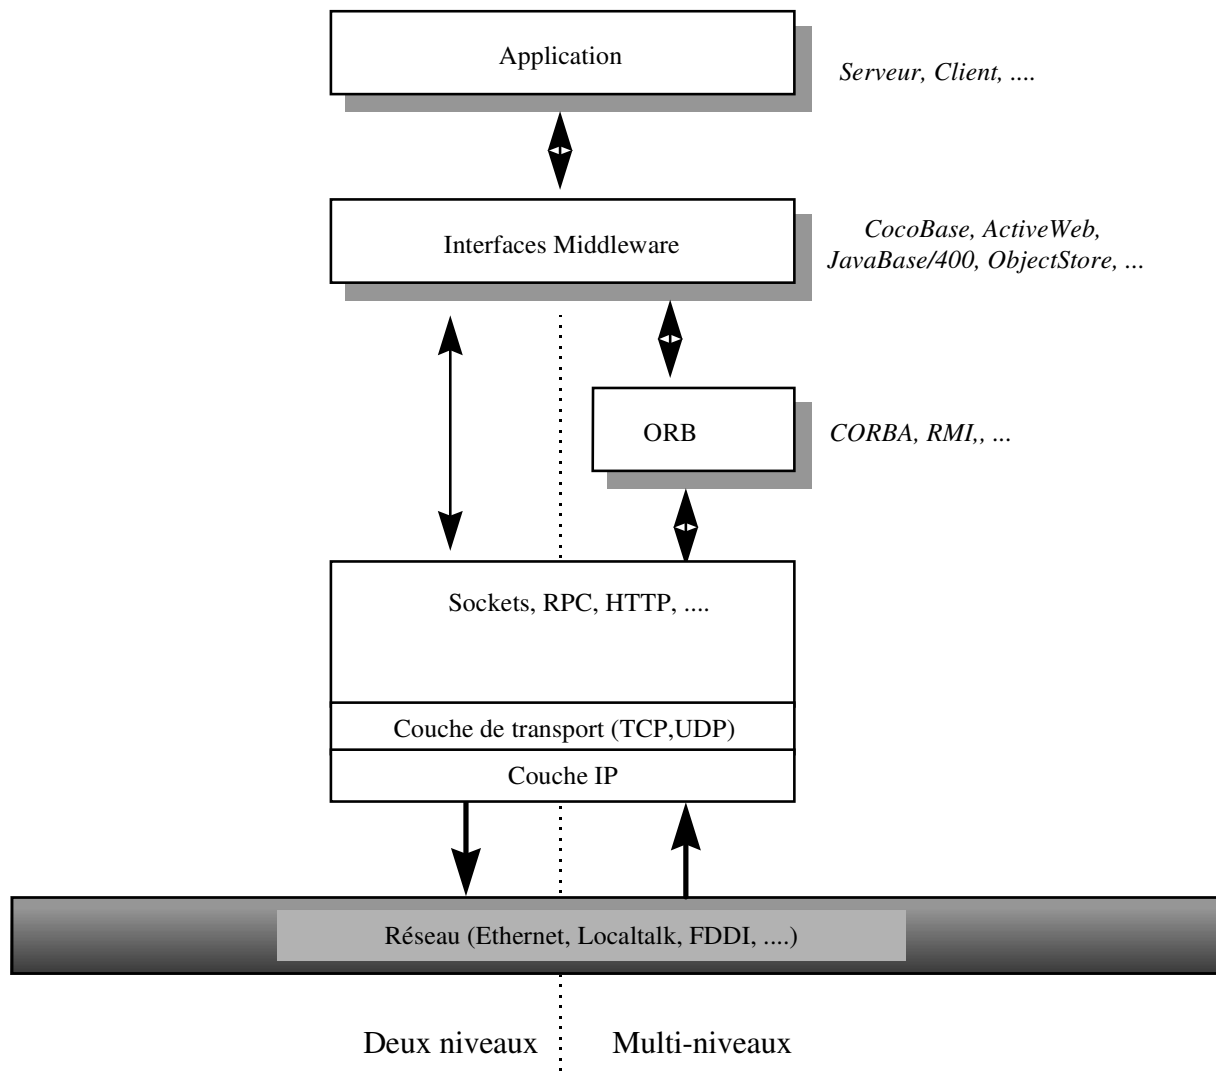 Application
Serveur, Client, ....
Interfaces Middleware
CocoBase, ActiveWeb,
JavaBase/400, ObjectStore, ...
ORB
CORBA, RMI,, ...
Sockets, RPC, HTTP, ....
Couche de transport (TCP,UDP)
Couche IP
Réseau (Ethernet, Localtalk, FDDI, ....)
Deux niveaux
Multi-niveaux